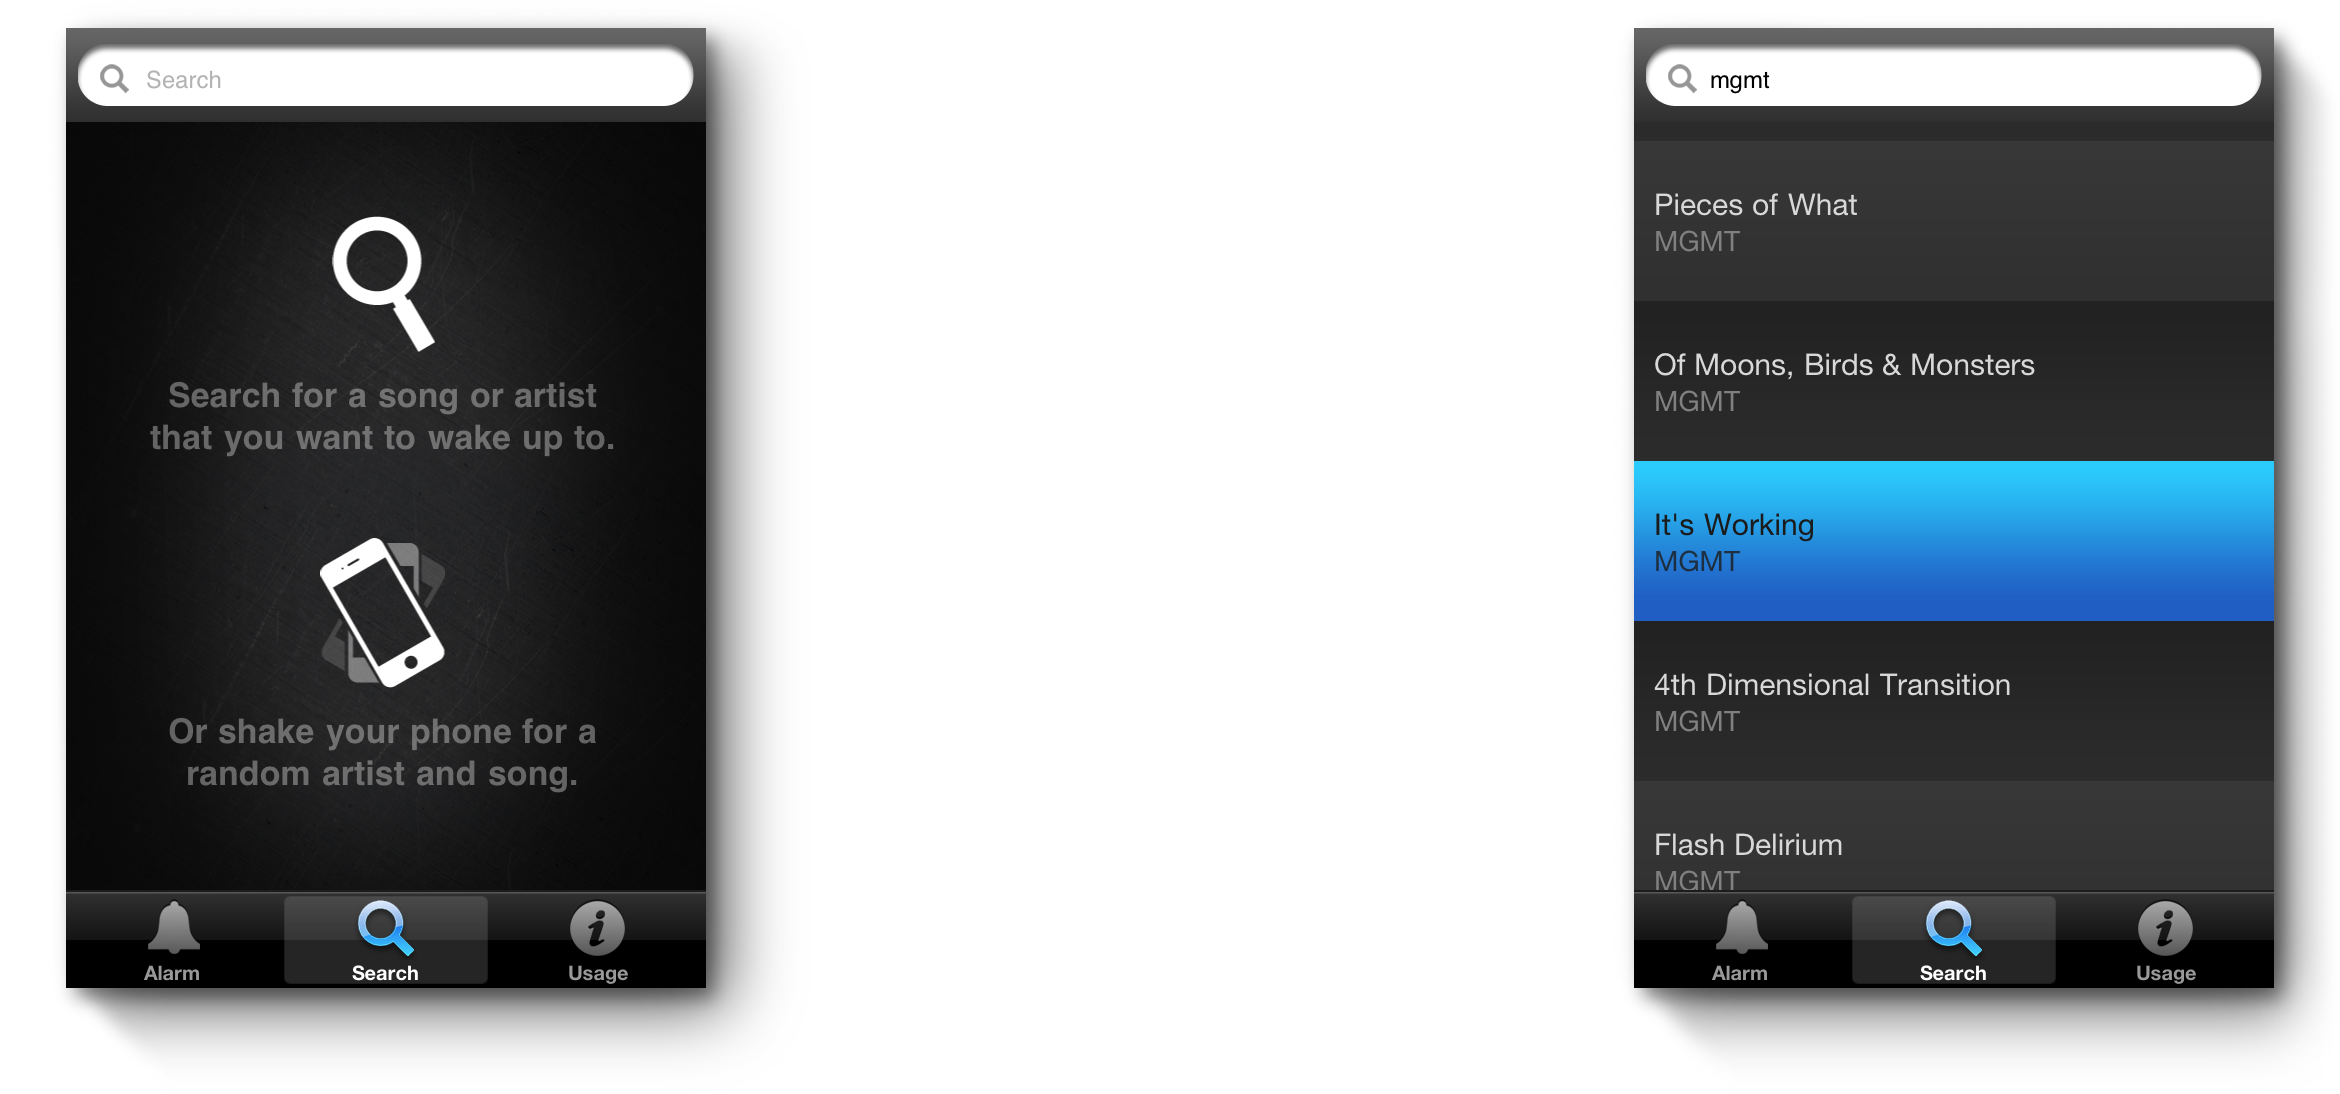 Search
Search for a song or artist
that you want to wake up to.
Or shake your phone for a
random artist and song.
Alarm
Search
Usage
mgmt
Pieces of What
MGMT
Of Moons, Birds & Monsters
MGMT
It's Working
MGMT
4th Dimensional Transition
MGMT
Flash Delirium
MGMT
Alarm
Search
Usage